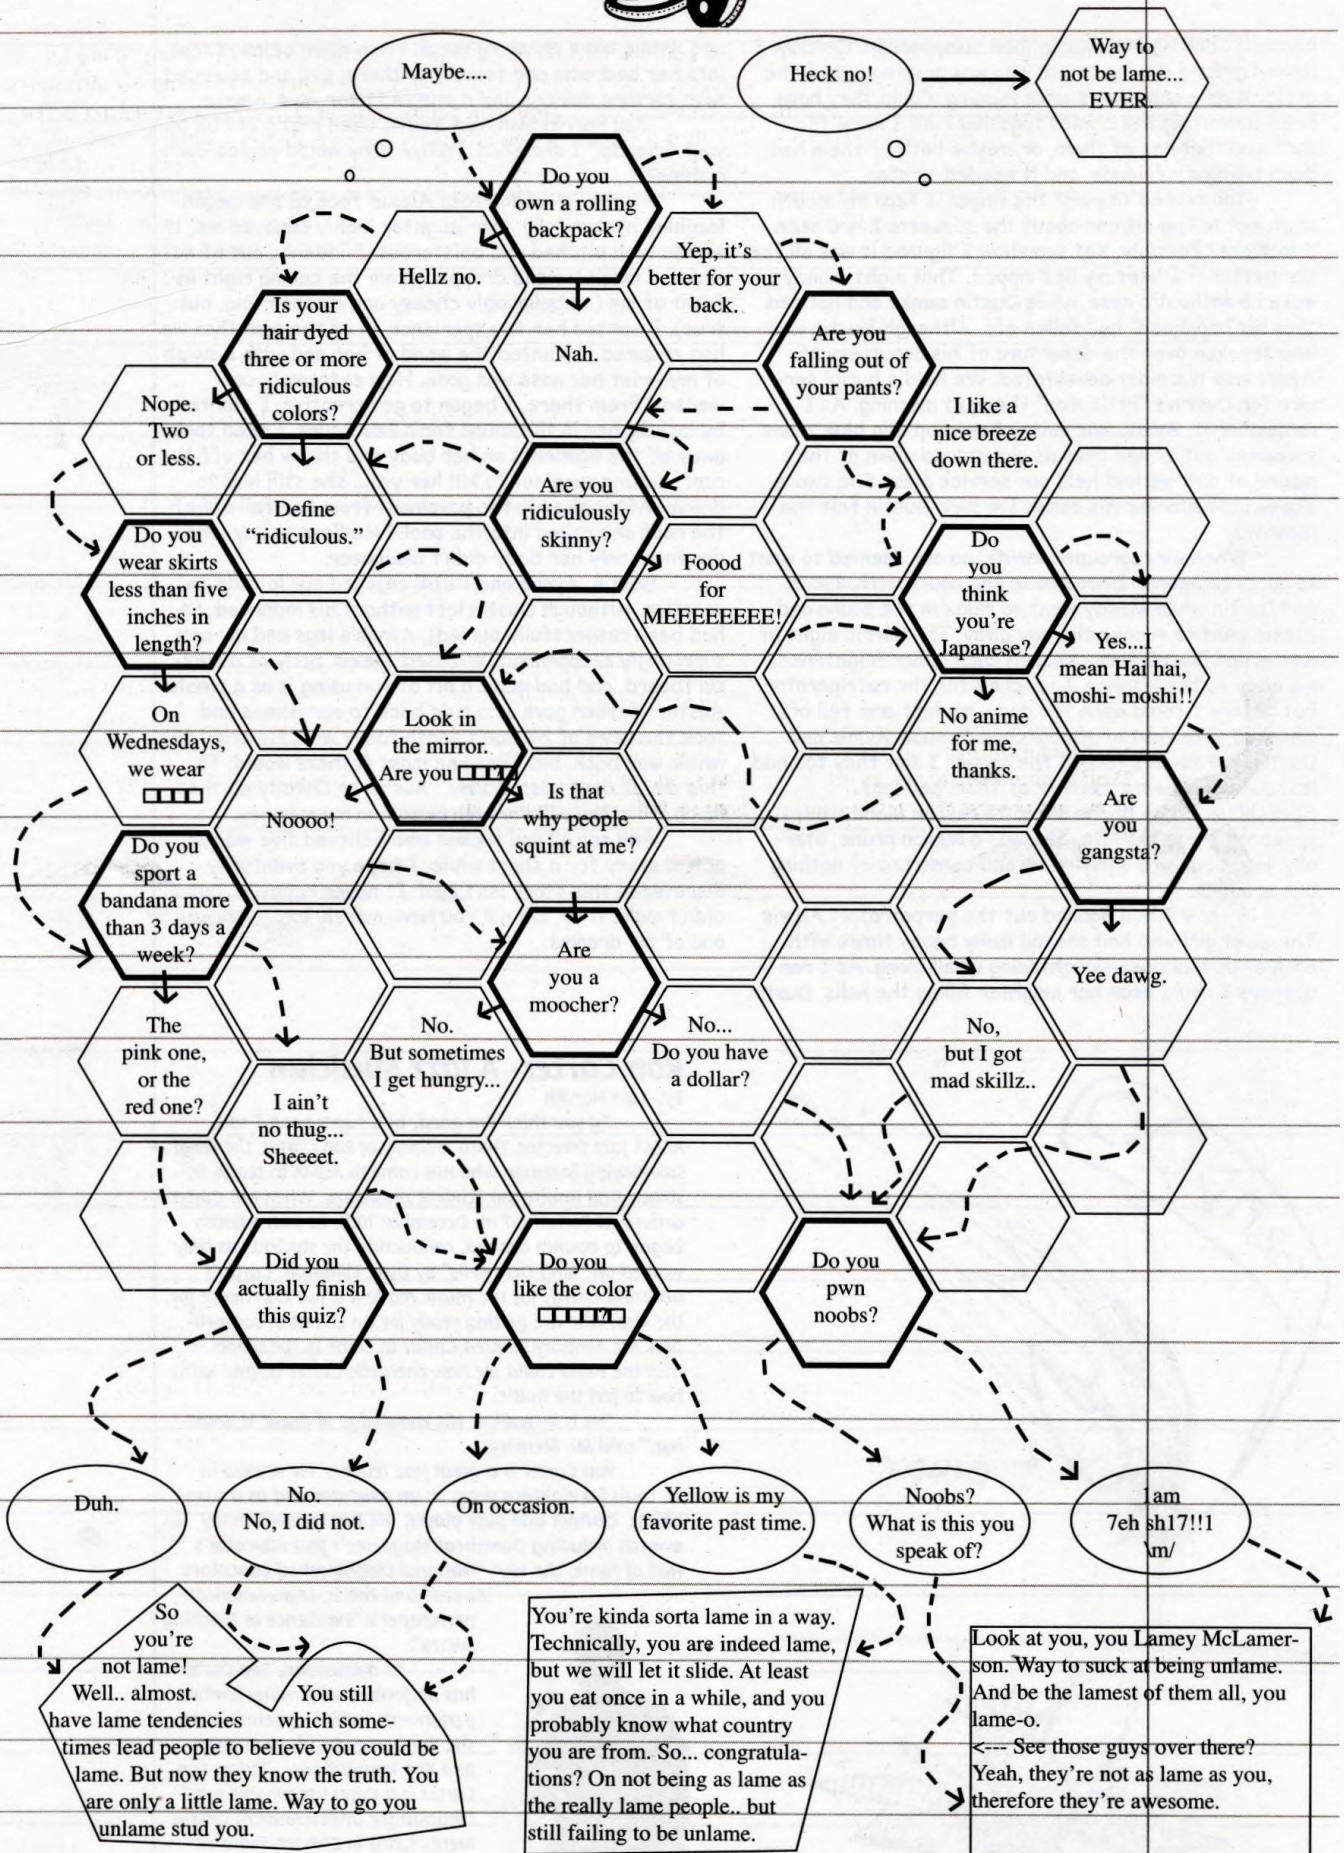 Maybe....
Heck no!
Way to
not be lame...
EVER.
Do you
own a rolling
backpack?
Hellz no.
Yep, it's
better for your
back.
Nah.
Is your
hair dyed
three or more
ridiculous
colors?
Are you
falling out of
your pants?
Nope.
Two
or less.
I like a
nice breeze
down there.
Define
“ridiculous.”
Are you
ridiculously
skinny?
Foood
for
MEEEEEEEE!
Do you
wear skirts
less than five
inches in
length?
Do
you
think
you're
Japanese?
Yes....
Hai hai,
moshi-moshi!!
On
Wednesdays,
we wear
Look in
the mirror..
Are you
No anime
for me,
thanks.
Noooo!
Is that
why people
squint at me?
Are
you
gangsta?
Do you
sport a
bandana more
than 3 days a
week?
Are
you a
moocher?
Yee dawg.
The
pink one,
or the
red one?
No.
But sometimes
I get hungry...
No...
Do you have
a dollar?
No,
but I got
mad skillz..
I ain't
no thug...
Sheeeet.
Did you
actually finish
this quiz?
Do you
like the color
?
Do you
pwn
noobs?
Duh.
No.
No, I did not.
On occasion.
Yellow is my
favorite past time.
Noobs?
What is this you
speak of?
I am
7eh sh17!!1
\m/
So
you're
not lame!
Well.. almost.
You still
have lame tendencies which some-
times lead people to believe you could be
lame. But now they know the truth! You
are only a little lame. Way to go you
unlame stud you.
You're kinda sorta lame in a way.
Technically, you are indeed lame,
but we will let it slide. At least
you eat once in a while, and you
probably know what country
you are from. So... congratula-
tions? On not being as lame as
the really lame people.. but
still failing to be unlame.
Look at you, you Lamey McLamer-
son. Way to suck at being unlame.
And be the lamest of them all, you
lame-o.
<--- See those guys over there?
Yeah, they're not as lame as you,
therefore they're awesome.